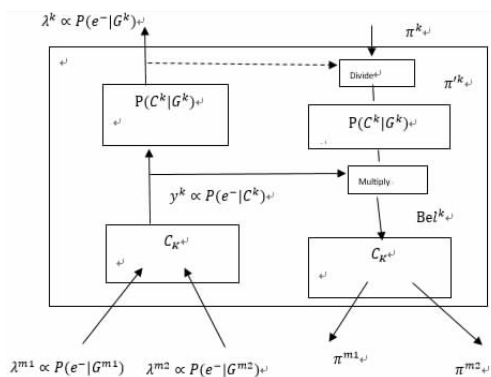 λ^k ∝ P(e⁻|G^k)↵
π^k↵
↵
Divide↵
π'^k↵
P(C^k|G^k)↵
↵
P(C^k|G^k)↵
↵
Multiply
y^k ∝ P(e⁻|C^k)↵
Bel^k↵
C_K↵
↵
C_K↵
↵
λ^{m1} ∝ P(e⁻|G^{m1})↵
λ^{m2} ∝ P(e⁻|G^{m2})↵
π^{m1}↵
π^{m2}↵